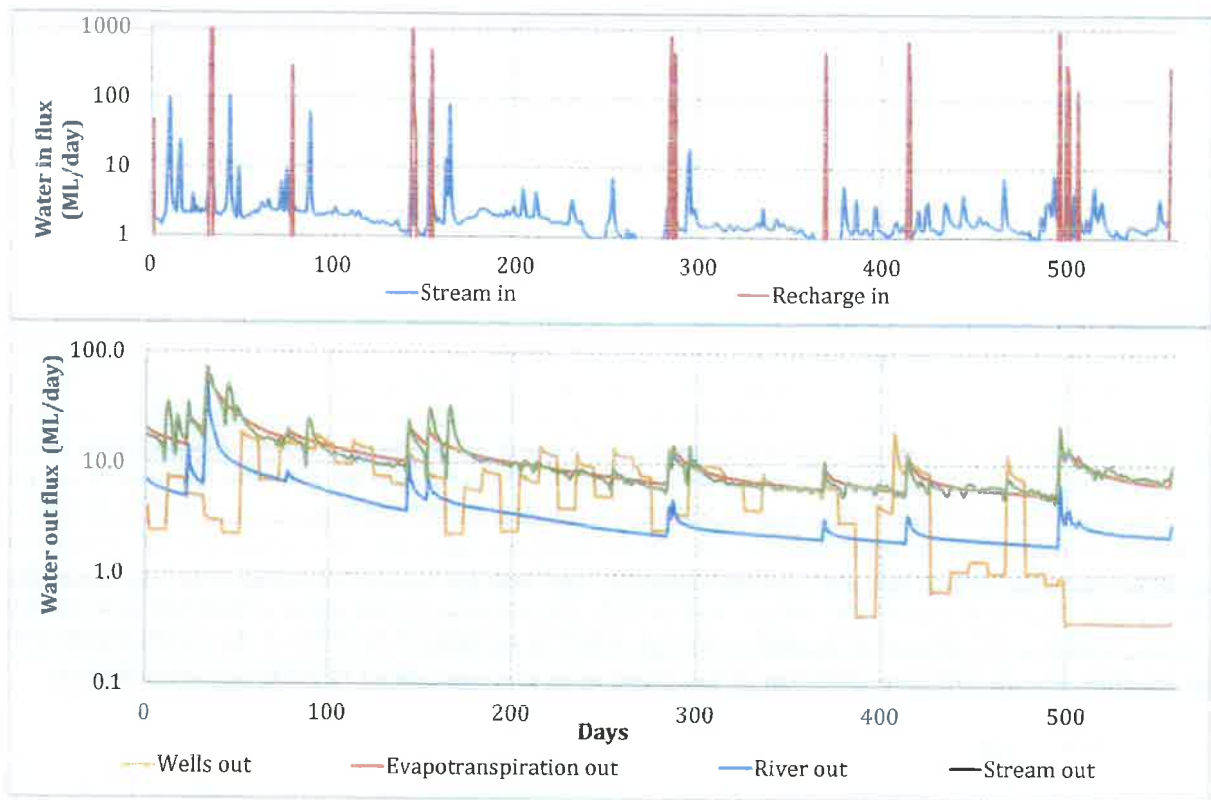 Water in flux
(ML/day)
1000
100
10
1
0 100 200 300 400 500
Stream in Recharge in
Water out flux (ML/day)
100.0
10.0
1.0
0.1
0 100 200 300 400 500
Days
Wells out Evapotranspiration out River out Stream out